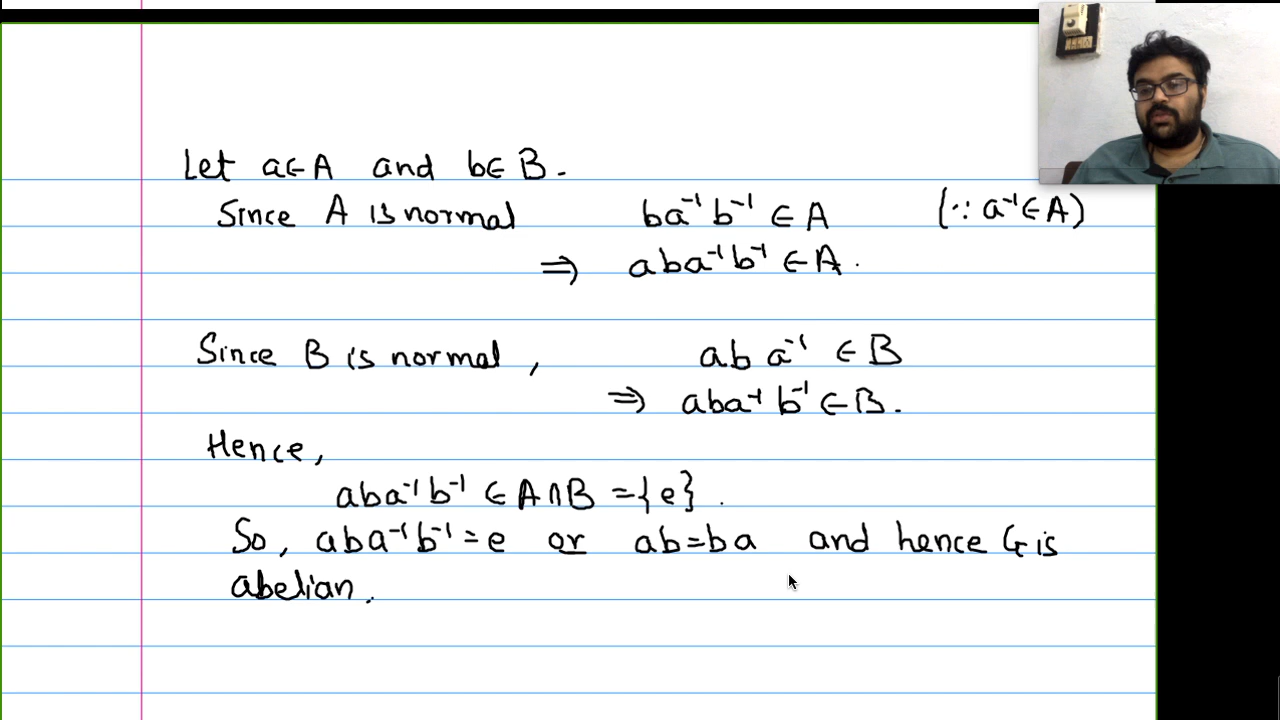 Let a∈A and b∈B.
Since A is normal ba⁻¹b⁻¹ ∈ A (∵ a⁻¹∈A)
⇒ aba⁻¹b⁻¹ ∈ A.
Since B is normal, aba⁻¹ ∈ B
⇒ aba⁻¹b⁻¹ ∈ B.
Hence,
aba⁻¹b⁻¹ ∈ A∩B = {e}.
So, aba⁻¹b⁻¹ = e or ab=ba and hence G is
abelian.